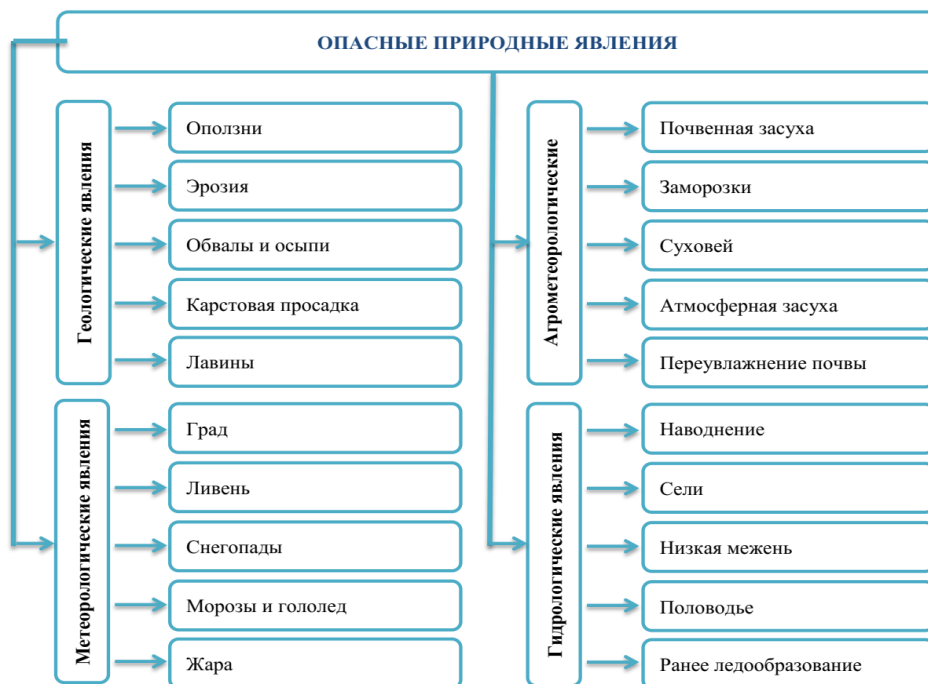 ОПАСНЫЕ ПРИРОДНЫЕ ЯВЛЕНИЯ
Геологические явления
Оползни
Эрозия
Обвалы и осыпи
Карстовая просадка
Лавины
Метеорологические явления
Град
Ливень
Снегопады
Морозы и гололед
Жара
Агрометеорологические
Почвенная засуха
Заморозки
Суховей
Атмосферная засуха
Переувлажнение почвы
Гидрологические явления
Наводнение
Сели
Низкая межень
Половодье
Ранее ледообразование